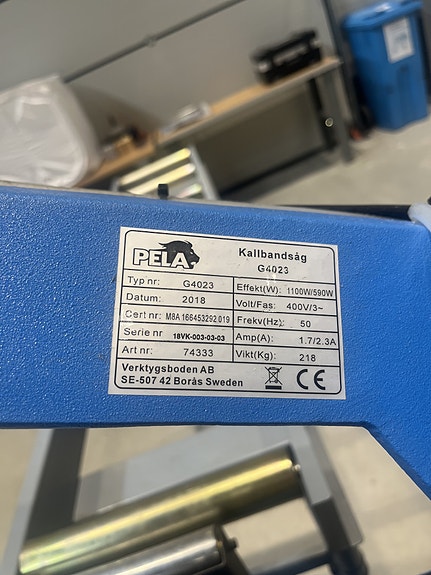 PELA
Kallbandsåg
G4023
Typ nr: G4023
Effekt(W): 1100W/590W
Datum: 2018
Volt/Fas: 400V/3~
Cert nr: M8A 166453292 019
Frekv(Hz): 50
Serie nr 18VK-003-03-03
Amp(A): 1.7/2.3A
Art nr: 74333
Vikt(Kg): 218
Verktygsboden AB
SE-507 42 Borås Sweden
CE